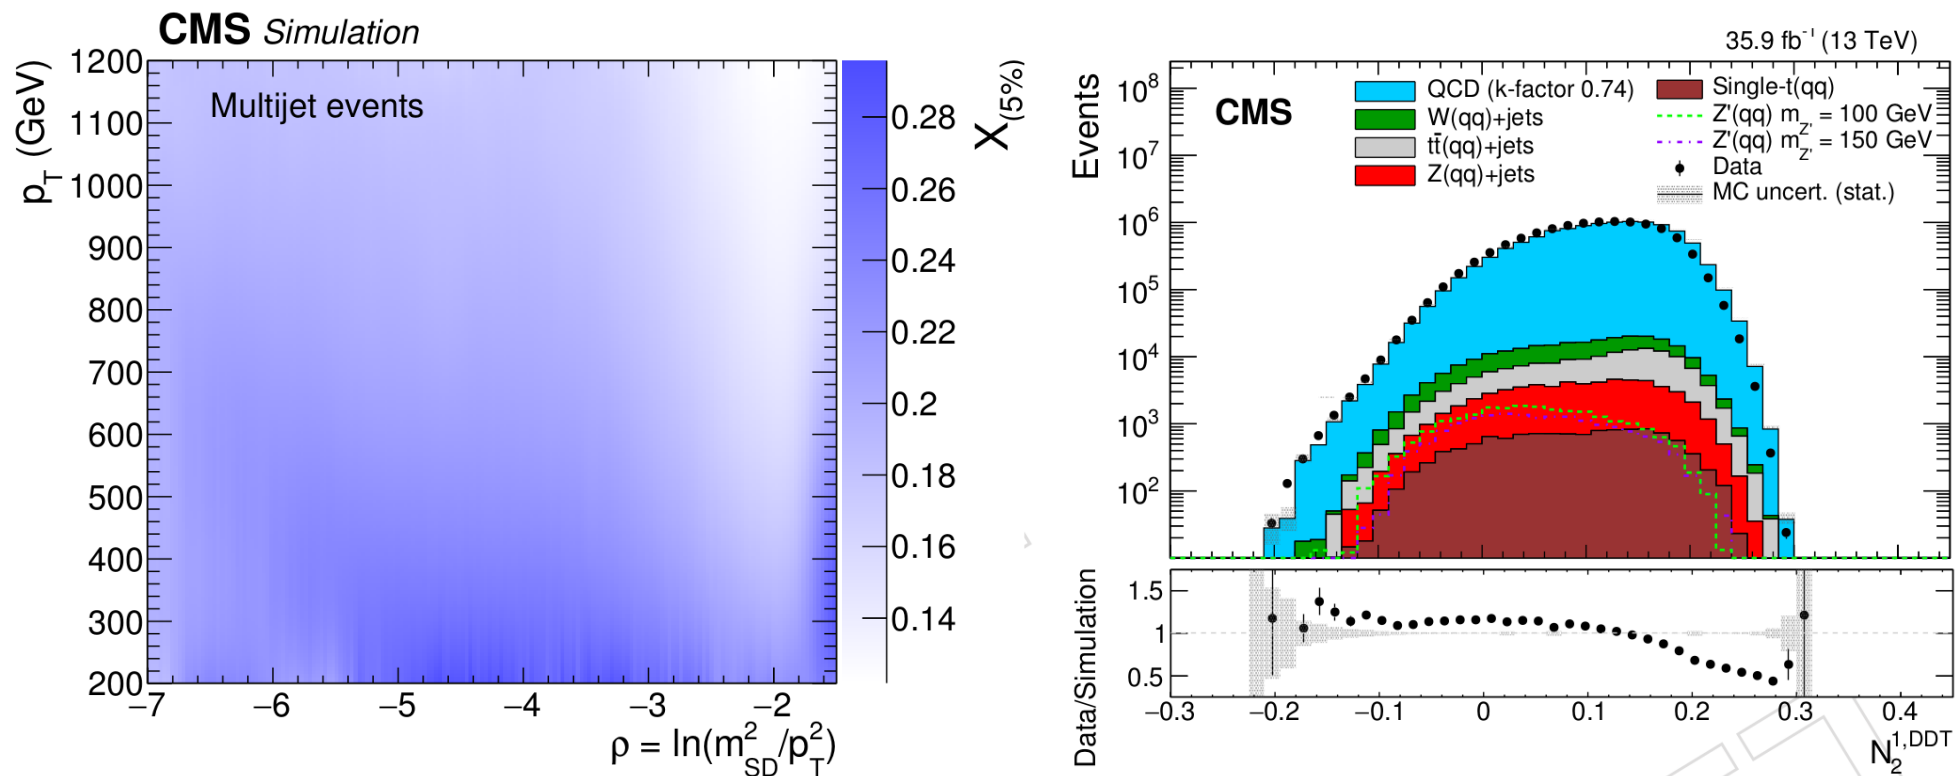 CMS Simulation
Multijet events
p_T (GeV)
1200
1100
1000
900
800
700
600
500
400
300
200
−7 −6 −5 −4 −3 −2
ρ = ln(m²_SD/p²_T)
X_(5%)
0.28
0.26
0.24
0.22
0.2
0.18
0.16
0.14
35.9 fb⁻¹ (13 TeV)
CMS
QCD (k-factor 0.74)
W(qq)+jets
tt̄(qq)+jets
Z(qq)+jets
Single-t(qq)
Z'(qq) m_Z' = 100 GeV
Z'(qq) m_Z' = 150 GeV
Data
MC uncert. (stat.)
Events
10⁸
10⁷
10⁶
10⁵
10⁴
10³
10²
Data/Simulation
1.5
1
0.5
−0.3 −0.2 −0.1 0 0.1 0.2 0.3 0.4
N₂^1,DDT